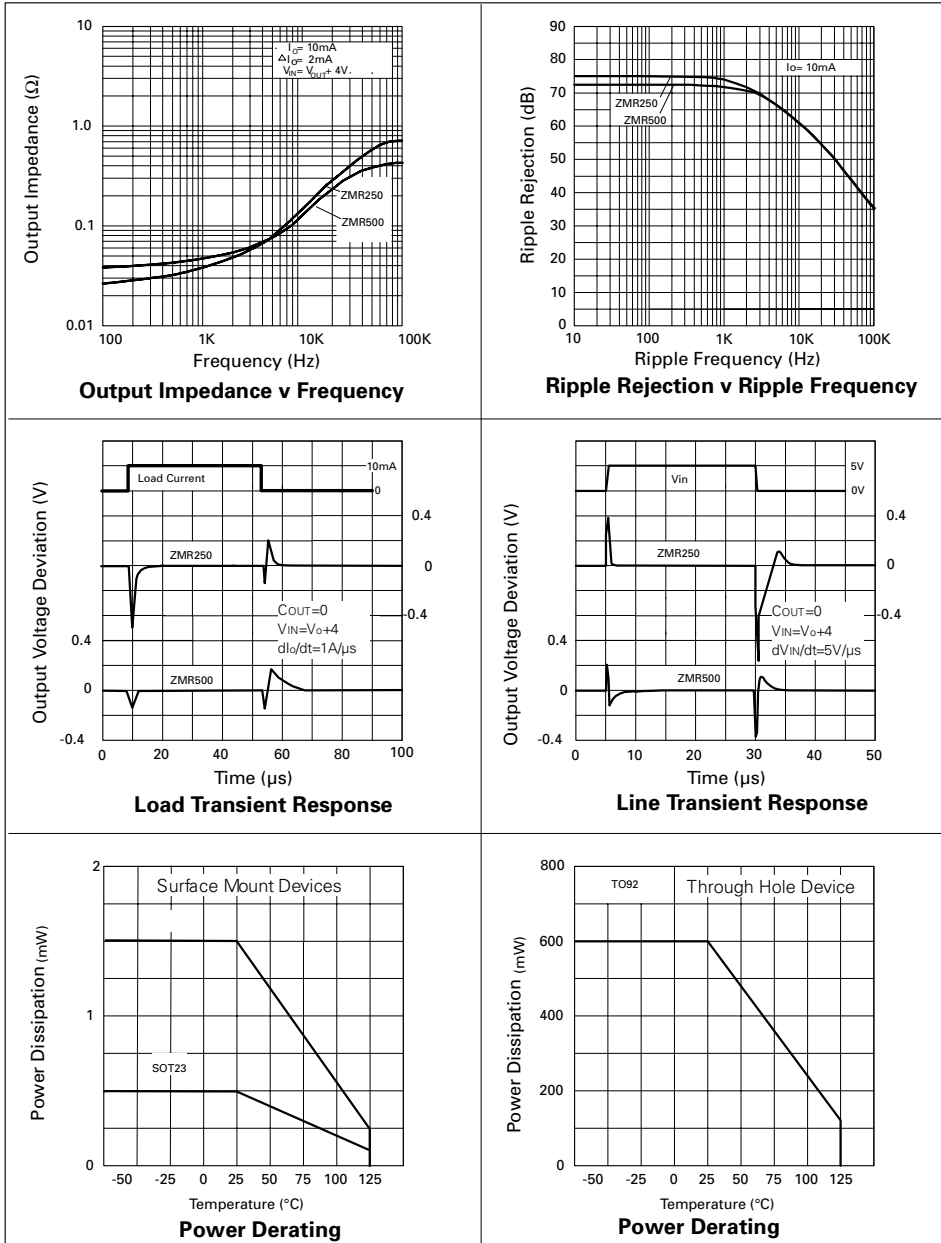 10
1.0
0.1
0.01
Output Impedance (Ω)
IO= 10mA
ΔIO= 2mA
VIN= VOUT+ 4V
ZMR250
ZMR500
100 1K 10K 100K
Frequency (Hz)
Output Impedance v Frequency
90
80
70
60
50
40
30
20
10
0
Ripple Rejection (dB)
Io= 10mA
ZMR250
ZMR500
10 100 1K 10K 100K
Ripple Frequency (Hz)
Ripple Rejection v Ripple Frequency
Output Voltage Deviation (V)
Load Current
10mA
0
0.4
ZMR250
0
-0.4
COUT=0
VIN=Vo+4
dIo/dt=1A/µs
0.4
0
-0.4
ZMR500
0 20 40 60 80 100
Time (µs)
Load Transient Response
Output Voltage Deviation (V)
Vin
5V
0V
0.4
ZMR250
0
-0.4
COUT=0
VIN=Vo+4
dVIN/dt=5V/µs
0.4
0
-0.4
ZMR500
0 10 20 30 40 50
Time (µs)
Line Transient Response
2
1
0
Power Dissipation (mW)
Surface Mount Devices
SOT23
-50 -25 0 25 50 75 100 125
Temperature (°C)
Power Derating
800
600
400
200
0
Power Dissipation (mW)
TO92
Through Hole Device
-50 -25 0 25 50 75 100 125
Temperature (°C)
Power Derating